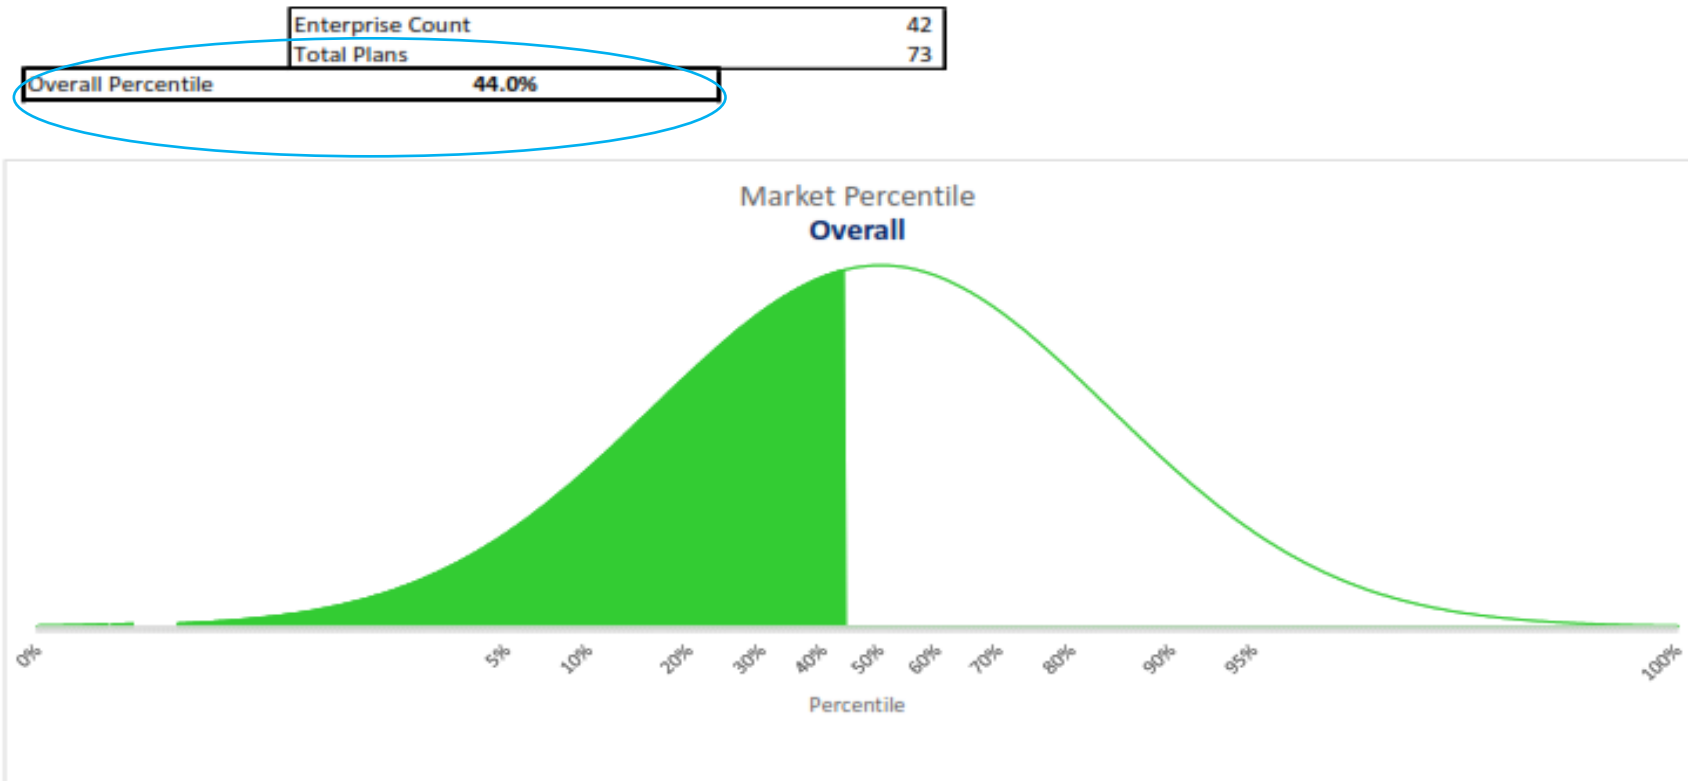 Enterprise Count 42
Total Plans 73
Overall Percentile 44.0%
Market Percentile
Overall
0% 5% 10% 20% 30% 40% 50% 60% 70% 80% 90% 95% 100%
Percentile